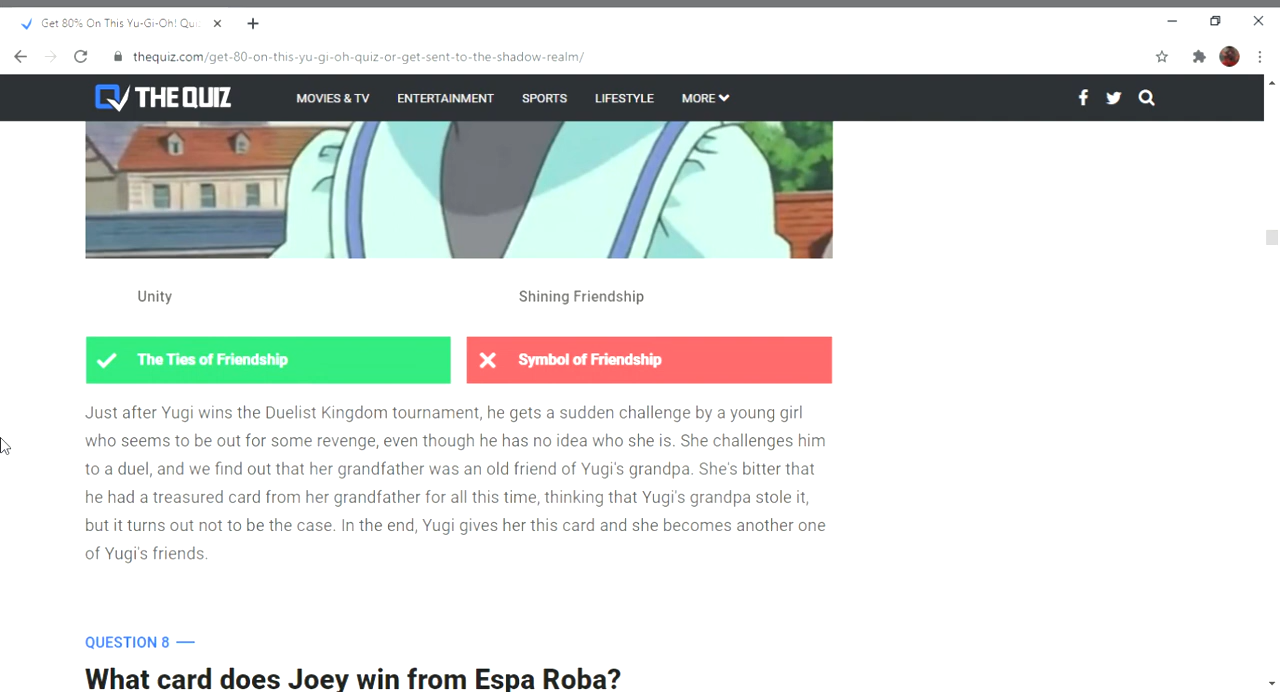 Get 80% On This Yu-Gi-Oh! Qui
thequiz.com/get-80-on-this-yu-gi-oh-quiz-or-get-sent-to-the-shadow-realm/
THE QUIZ MOVIES & TV ENTERTAINMENT SPORTS LIFESTYLE MORE
Unity Shining Friendship
The Ties of Friendship Symbol of Friendship
Just after Yugi wins the Duelist Kingdom tournament, he gets a sudden challenge by a young girl
who seems to be out for some revenge, even though he has no idea who she is. She challenges him
to a duel, and we find out that her grandfather was an old friend of Yugi's grandpa. She's bitter that
he had a treasured card from her grandfather for all this time, thinking that Yugi's grandpa stole it,
but it turns out not to be the case. In the end, Yugi gives her this card and she becomes another one
of Yugi's friends.
QUESTION 8
What card does Joey win from Espa Roba?